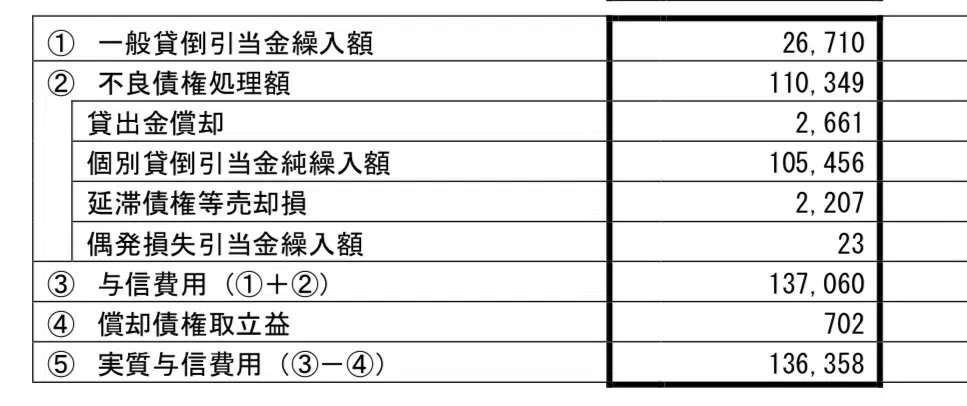 ① 一般貸倒引当金繰入額 26,710
② 不良債権処理額 110,349
貸出金償却 2,661
個別貸倒引当金純繰入額 105,456
延滞債権等売却損 2,207
偶発損失引当金繰入額 23
③ 与信費用（①＋②） 137,060
④ 償却債権取立益 702
⑤ 実質与信費用（③－④） 136,358